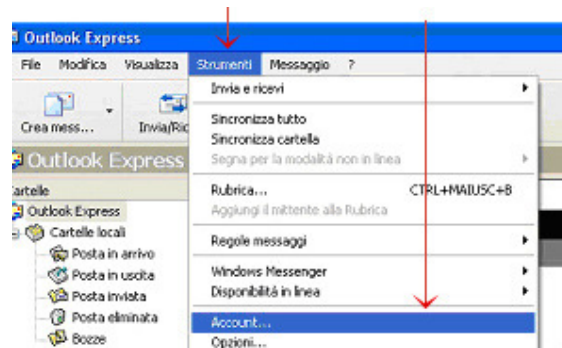 Outlook Express
File Modifica Visualizza Strumenti Messaggio ?
Crea mess... Invia/Ric
Invia e ricevi
Sincronizza tutto
Sincronizza cartella
Segna per la modalità non in linea
Outlook Express
Cartelle
Rubrica... CTRL+MAIUSC+B
Aggiungi il mittente alla Rubrica
Outlook Express
Cartelle locali
Regole messaggi
Posta in arrivo
Posta in uscita
Windows Messenger
Posta inviata
Disponibilità in linea
Posta eliminata
Account...
Bozze
Opzioni...